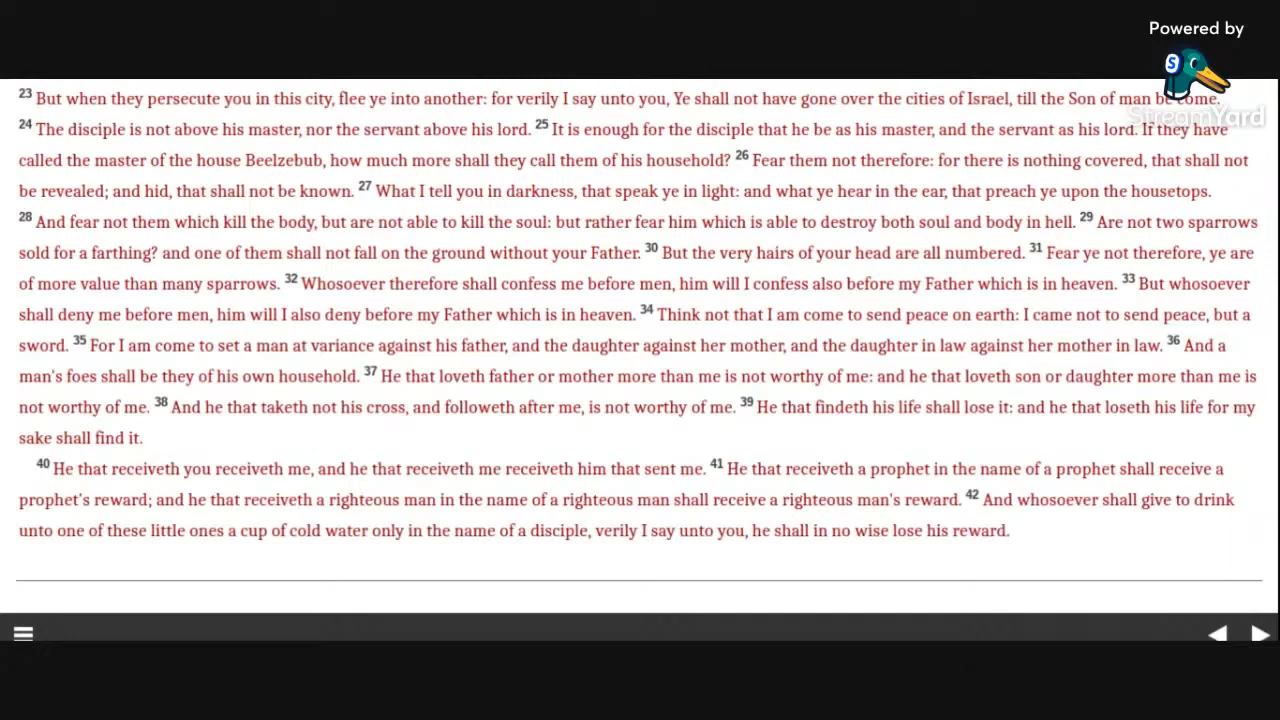 Powered by
S
StreamYard
23 But when they persecute you in this city, flee ye into another: for verily I say unto you, Ye shall not have gone over the cities of Israel, till the Son of man be come.
24 The disciple is not above his master, nor the servant above his lord. 25 It is enough for the disciple that he be as his master, and the servant as his lord. If they have
called the master of the house Beelzebub, how much more shall they call them of his household? 26 Fear them not therefore: for there is nothing covered, that shall not
be revealed; and hid, that shall not be known. 27 What I tell you in darkness, that speak ye in light: and what ye hear in the ear, that preach ye upon the housetops.
28 And fear not them which kill the body, but are not able to kill the soul: but rather fear him which is able to destroy both soul and body in hell. 29 Are not two sparrows
sold for a farthing? and one of them shall not fall on the ground without your Father. 30 But the very hairs of your head are all numbered. 31 Fear ye not therefore, ye are
of more value than many sparrows. 32 Whosoever therefore shall confess me before men, him will I confess also before my Father which is in heaven. 33 But whosoever
shall deny me before men, him will I also deny before my Father which is in heaven. 34 Think not that I am come to send peace on earth: I came not to send peace, but a
sword. 35 For I am come to set a man at variance against his father, and the daughter against her mother, and the daughter in law against her mother in law. 36 And a
man's foes shall be they of his own household. 37 He that loveth father or mother more than me is not worthy of me: and he that loveth son or daughter more than me is
not worthy of me. 38 And he that taketh not his cross, and followeth after me, is not worthy of me. 39 He that findeth his life shall lose it: and he that loseth his life for my
sake shall find it.
40 He that receiveth you receiveth me, and he that receiveth me receiveth him that sent me. 41 He that receiveth a prophet in the name of a prophet shall receive a
prophet's reward; and he that receiveth a righteous man in the name of a righteous man shall receive a righteous man's reward. 42 And whosoever shall give to drink
unto one of these little ones a cup of cold water only in the name of a disciple, verily I say unto you, he shall in no wise lose his reward.